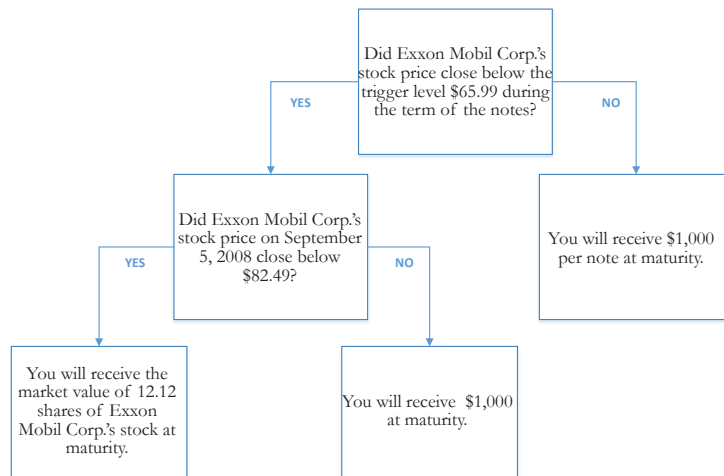 Did Exxon Mobil Corp.'s
stock price close below the
trigger level $65.99 during
the term of the notes?
YES
NO
Did Exxon Mobil Corp.'s
stock price on September
5, 2008 close below
$82.49?
You will receive $1,000
per note at maturity.
YES
NO
You will receive the
market value of 12.12
shares of Exxon
Mobil Corp.'s stock at
maturity.
You will receive $1,000
at maturity.